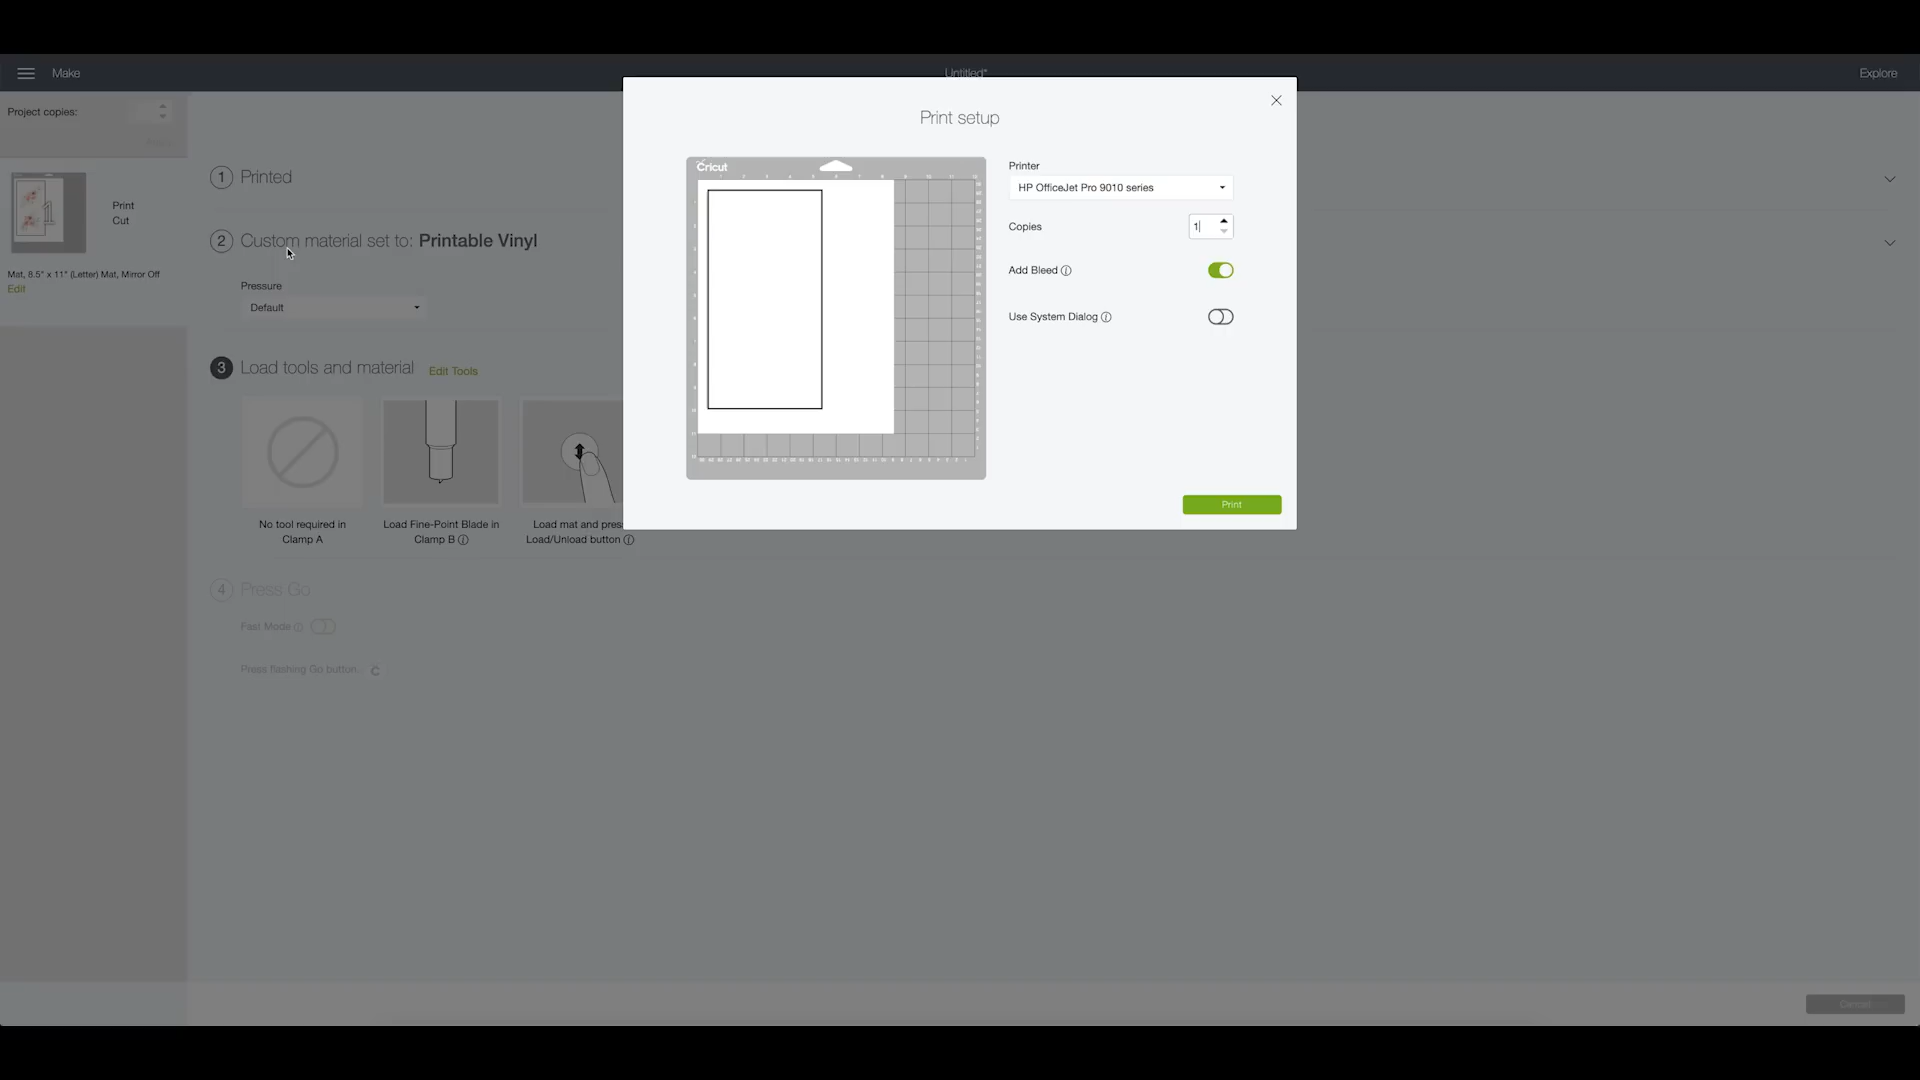 Make
Untitled*
Explore
Project copies:
Print
Cut
Mat, 8.5" x 11" (Letter) Mat, Mirror Off
Edit
1 Printed
2 Custom material set to: Printable Vinyl
Pressure
Default
3 Load tools and material Edit Tools
No tool required in
Clamp A
Load Fine-Point Blade in
Clamp B
Load mat and pres
Load/Unload button
4 Press Go
Fast Mode
Press flashing Go button.
Print setup
Cricut
Printer
HP OfficeJet Pro 9010 series
Copies
1
Add Bleed
Use System Dialog
Print
Cancel